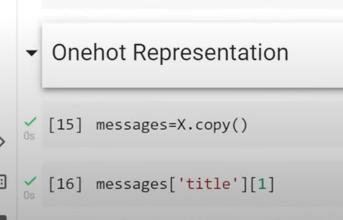 Onehot Representation
[15] messages=X.copy()
0s
[16] messages['title'][1]
0s